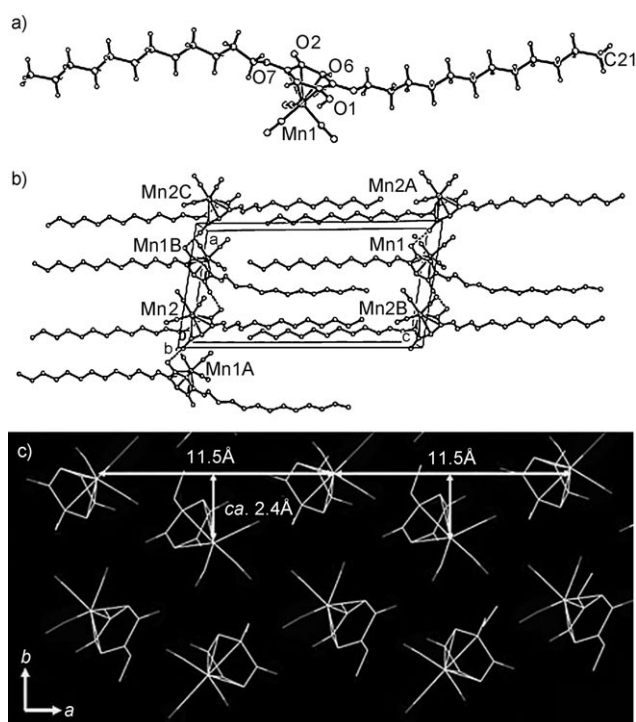 a)
O2
O6
O7
O1
Mn1
C21
b)
Mn2C
Mn2A
a
Mn1B
Mn1
Mn2
Mn2B
b
c
Mn1A
c)
11.5Å
11.5Å
ca. 2.4Å
b
a